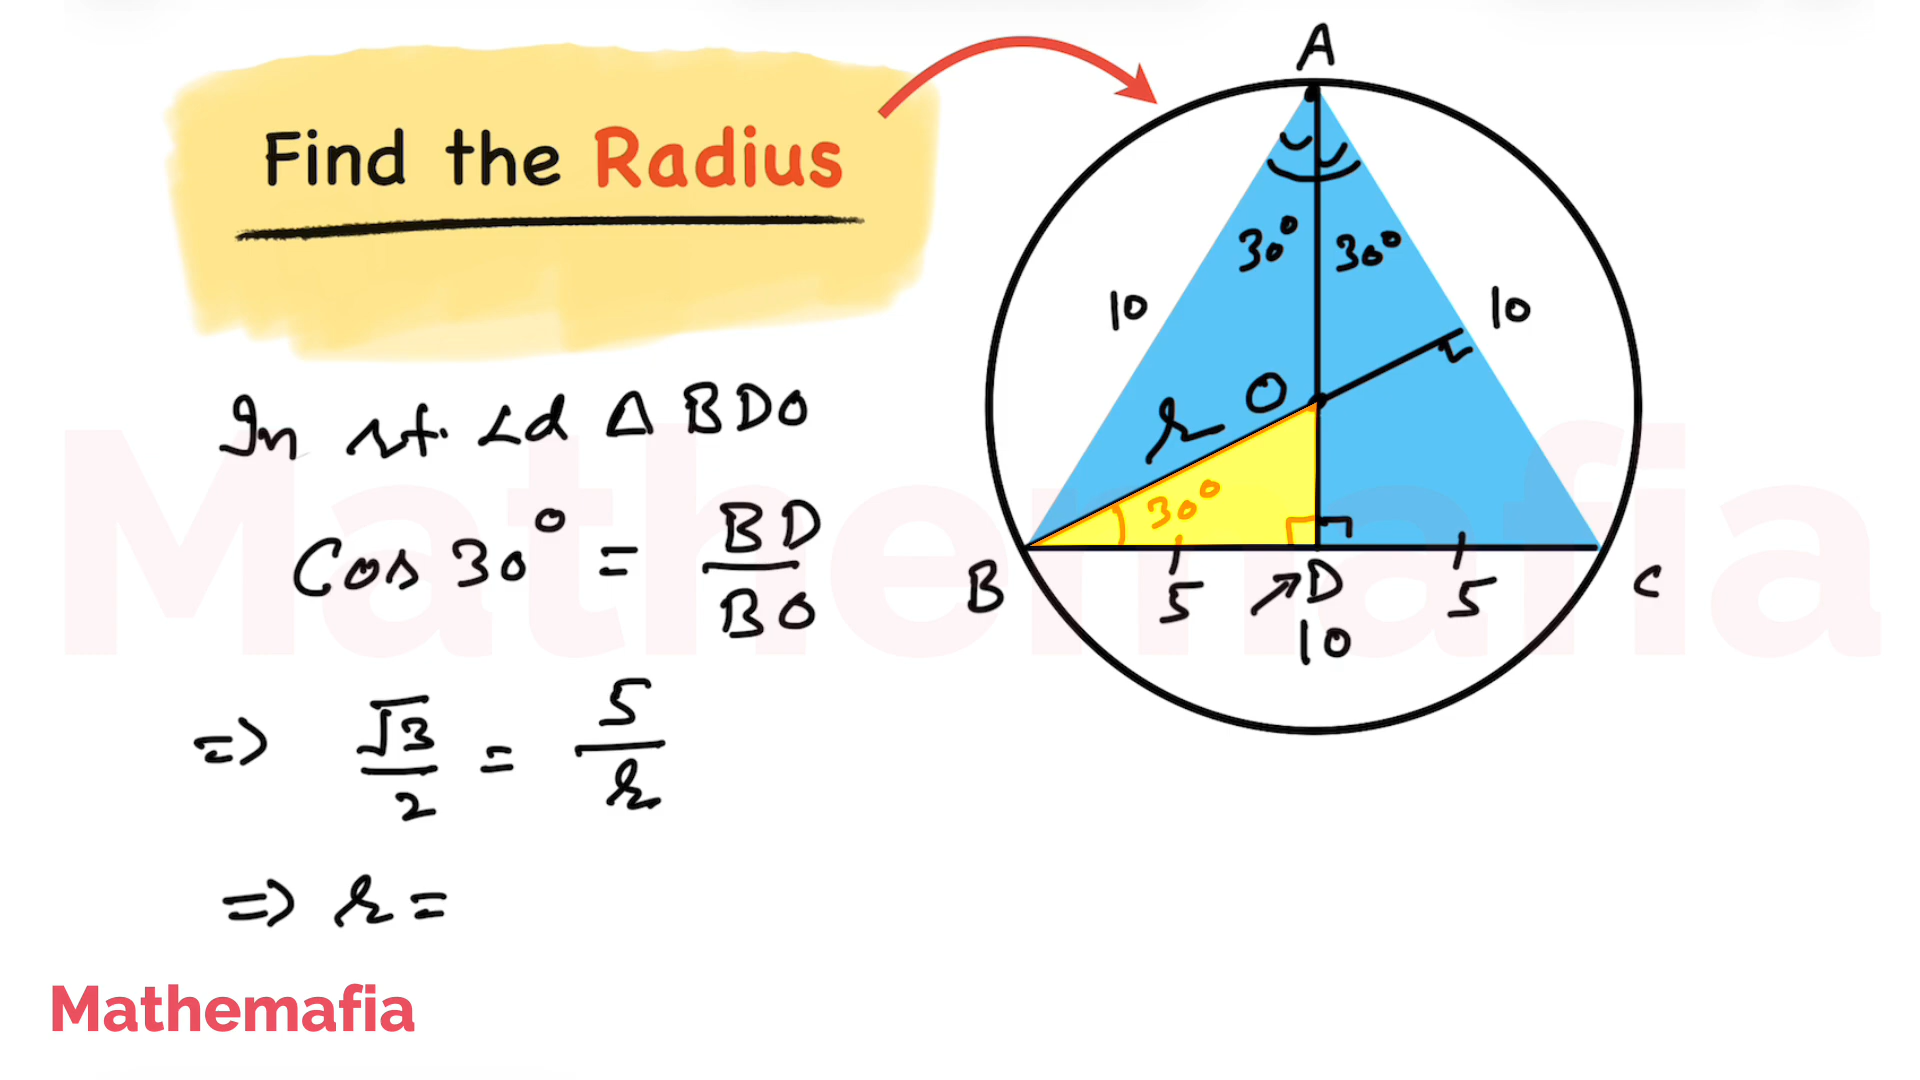 Find the Radius
In rt. ∠d Δ BDO
Cos 30° = BD/BO
=> √3/2 = 5/r
=> r =
A
30° 30°
10
10
r
O
30°
B
5
D
5
C
10
Mathemafia
Mathemafia